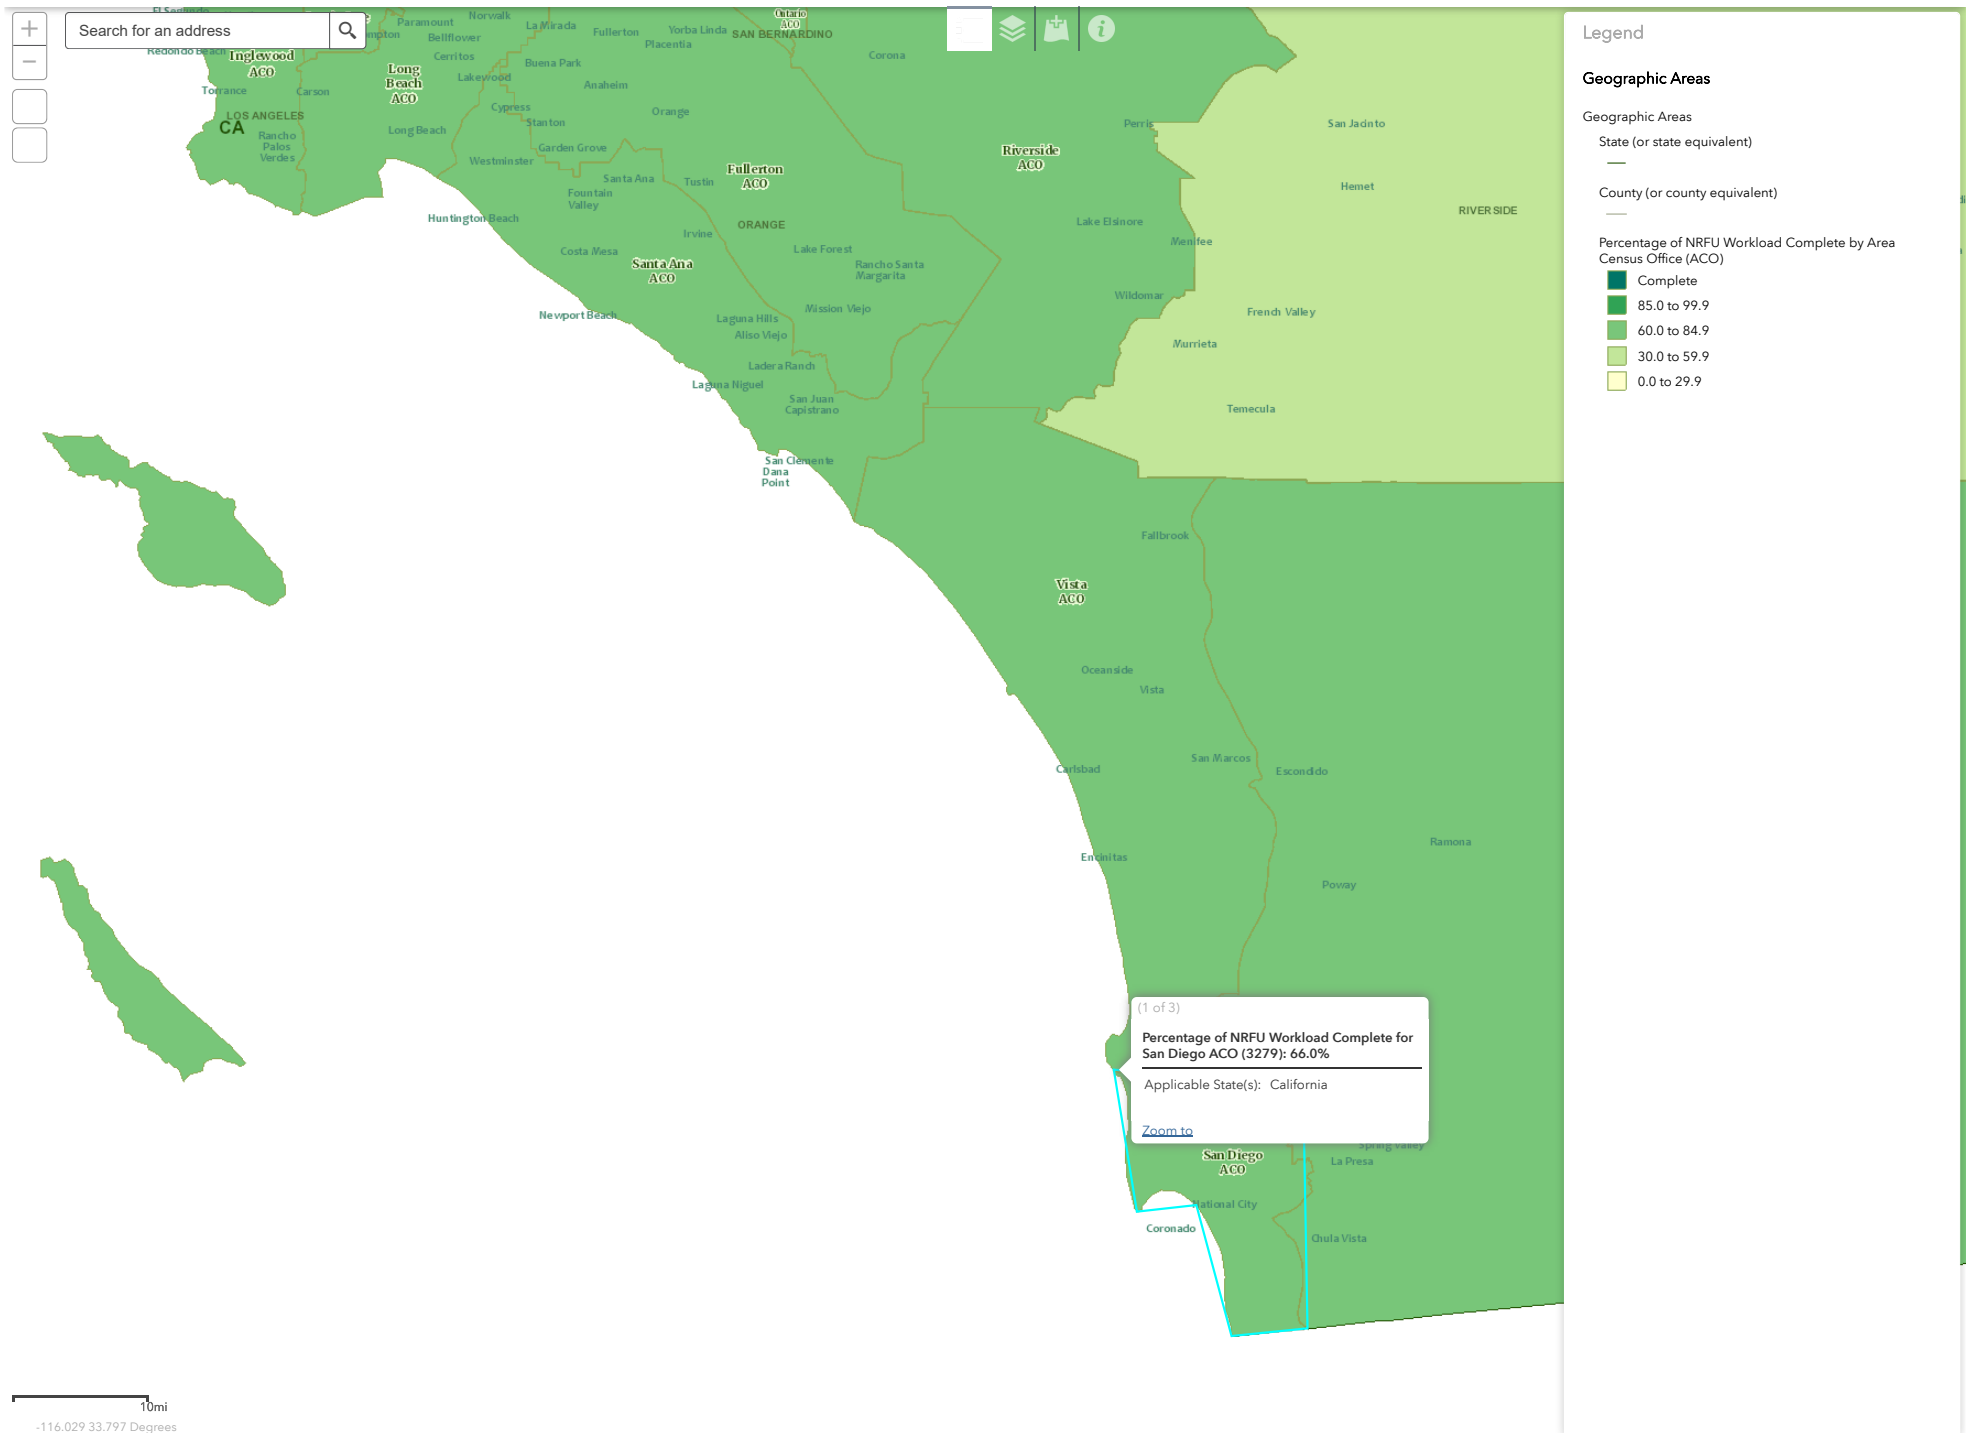 Search for an address
El Segundo
Redondo Beach
Inglewood
ACO
Torrance
Carson
LOS ANGELES
CA
Rancho
Palos
Verdes
Paramount
Norwalk
Bellflower
Cerritos
Long
Beach
ACO
Lakewood
Long Beach
La Mirada
Fullerton
Yorba Linda
Placentia
Buena Park
Anaheim
Cypress
Stanton
Orange
Garden Grove
Westminster
Santa Ana
Tustin
Fountain
Valley
Huntington Beach
Costa Mesa
Irvine
Fullerton
ACO
ORANGE
Santa Ana
ACO
Lake Forest
Rancho Santa
Margarita
Newport Beach
Laguna Hills
Mission Viejo
Aliso Viejo
Ladera Ranch
Laguna Niguel
San Juan
Capistrano
San Clemente
Dana
Point
Ontario
ACO
SAN BERNARDINO
Corona
Riverside
ACO
Perris
San Jacinto
Hemet
RIVERSIDE
Lake Elsinore
Menifee
Wildomar
French Valley
Murrieta
Temecula
Fallbrook
Vista
ACO
Oceanside
Vista
San Marcos
Carlsbad
Escondido
Ramona
Encinitas
Poway
(1 of 3)
Percentage of NRFU Workload Complete for
San Diego ACO (3279): 66.0%
Applicable State(s): California
Zoom to
Spring Valley
San Diego
ACO
La Presa
National City
Coronado
Chula Vista
10mi
-116.029 33.797 Degrees
Legend
Geographic Areas
Geographic Areas
State (or state equivalent)
County (or county equivalent)
Percentage of NRFU Workload Complete by Area
Census Office (ACO)
Complete
85.0 to 99.9
60.0 to 84.9
30.0 to 59.9
0.0 to 29.9